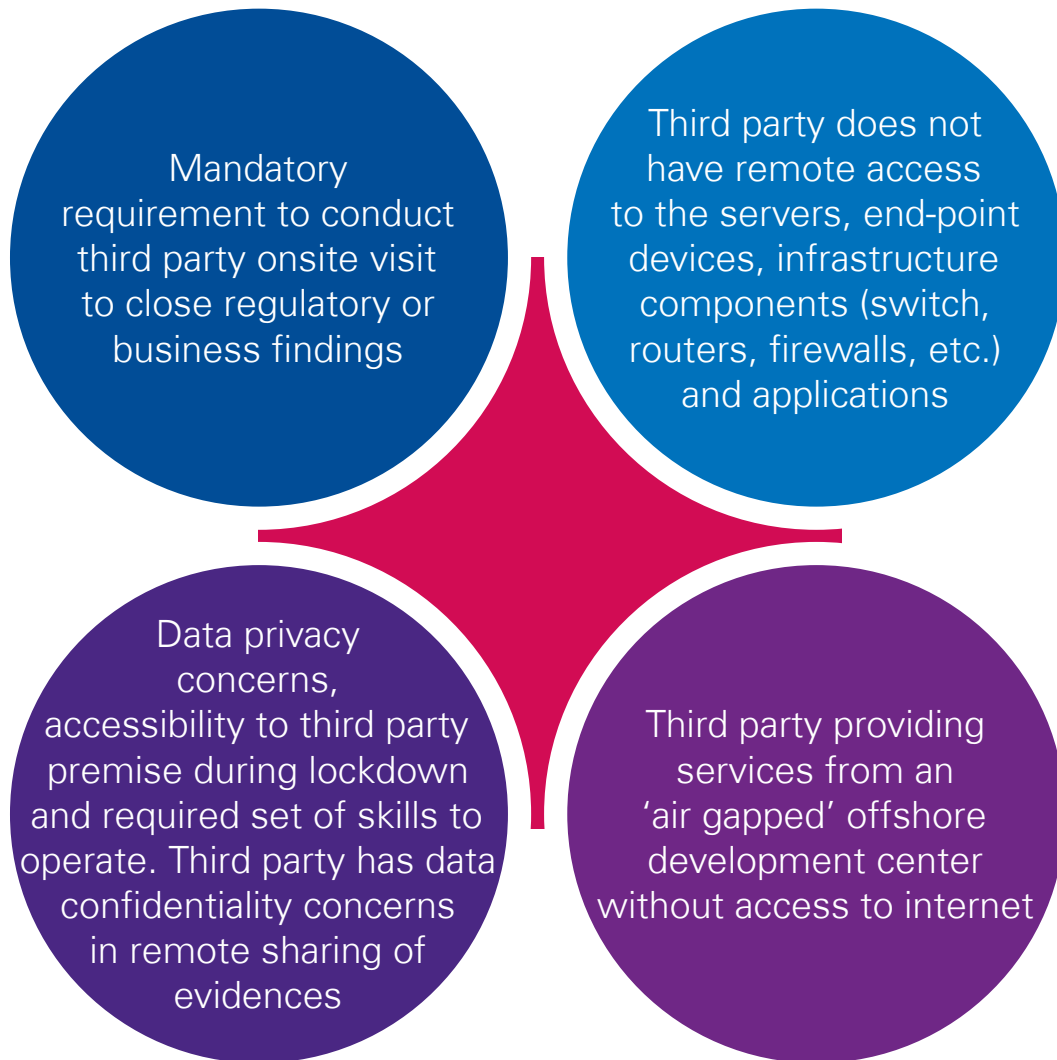 Mandatory
requirement to conduct
third party onsite visit
to close regulatory or
business findings
Third party does not
have remote access
to the servers, end-point
devices, infrastructure
components (switch,
routers, firewalls, etc.)
and applications
Data privacy
concerns,
accessibility to third party
premise during lockdown
and required set of skills to
operate. Third party has data
confidentiality concerns
in remote sharing of
evidences
Third party providing
services from an
‘air gapped’ offshore
development center
without access to internet